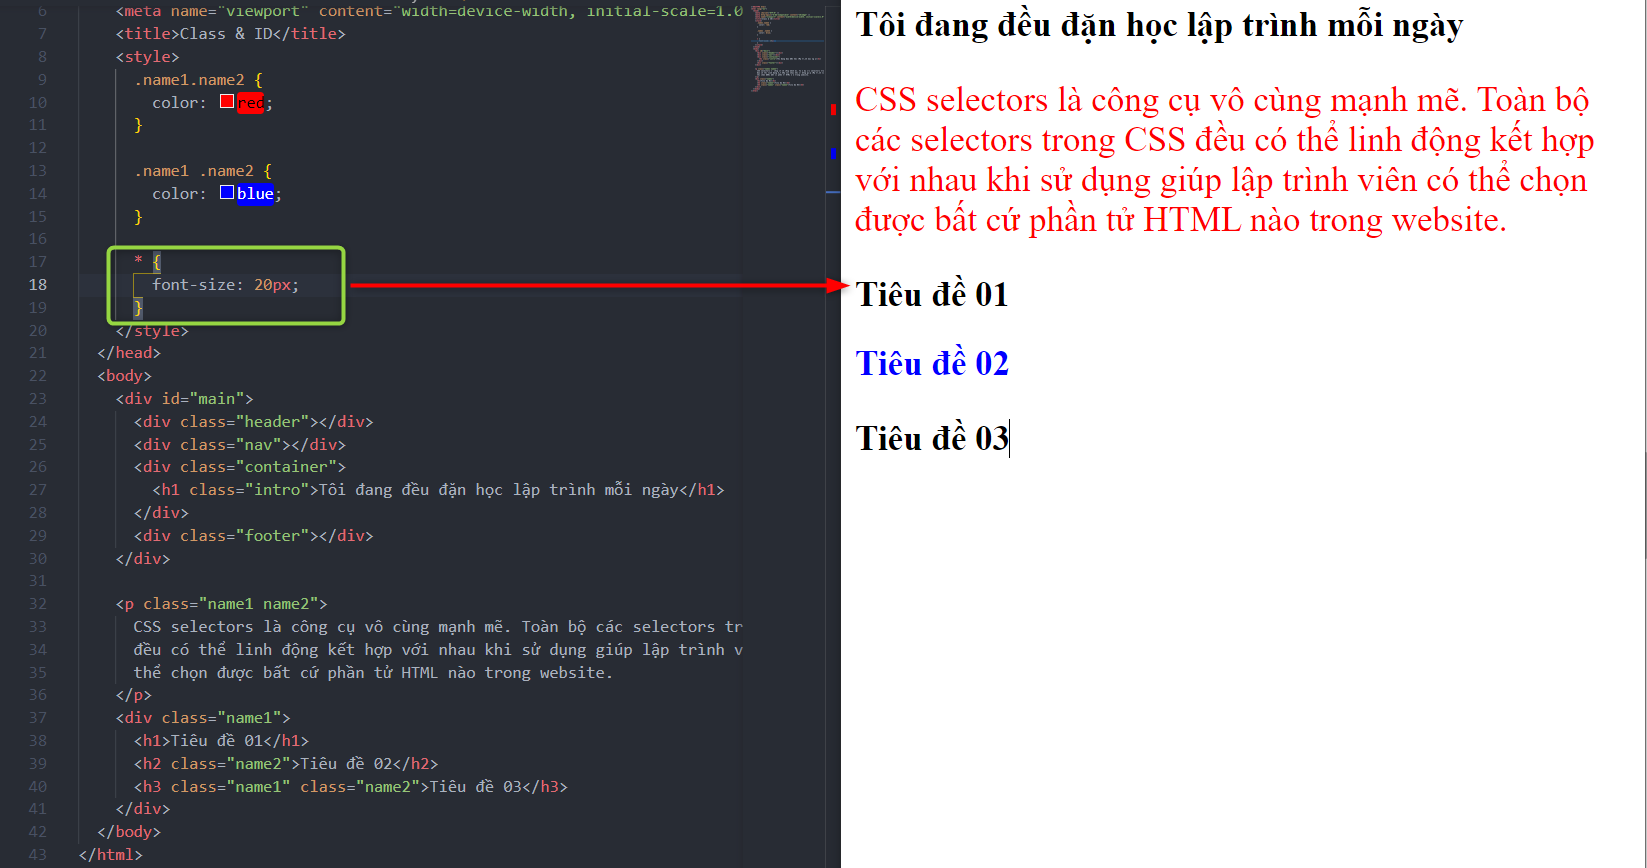 6 <meta name="viewport" content="width=device-width, initial-scale=1.0
7 <title>Class & ID</title>
8 <style>
9 .name1.name2 {
10 color: red;
11 }
12
13 .name1 .name2 {
14 color: blue;
15 }
16
17 * {
18 font-size: 20px;
19 }
20 </style>
21 </head>
22 <body>
23 <div id="main">
24 <div class="header"></div>
25 <div class="nav"></div>
26 <div class="container">
27 <h1 class="intro">Tôi đang đều đặn học lập trình mỗi ngày</h1>
28 </div>
29 <div class="footer"></div>
30 </div>
31
32 <p class="name1 name2">
33 CSS selectors là công cụ vô cùng mạnh mẽ. Toàn bộ các selectors tr
34 đều có thể linh động kết hợp với nhau khi sử dụng giúp lập trình v
35 thể chọn được bất cứ phần tử HTML nào trong website.
36 </p>
37 <div class="name1">
38 <h1>Tiêu đề 01</h1>
39 <h2 class="name2">Tiêu đề 02</h2>
40 <h3 class="name1" class="name2">Tiêu đề 03</h3>
41 </div>
42 </body>
43 </html>
Tôi đang đều đặn học lập trình mỗi ngày
CSS selectors là công cụ vô cùng mạnh mẽ. Toàn bộ
các selectors trong CSS đều có thể linh động kết hợp
với nhau khi sử dụng giúp lập trình viên có thể chọn
được bất cứ phần tử HTML nào trong website.
Tiêu đề 01
Tiêu đề 02
Tiêu đề 03